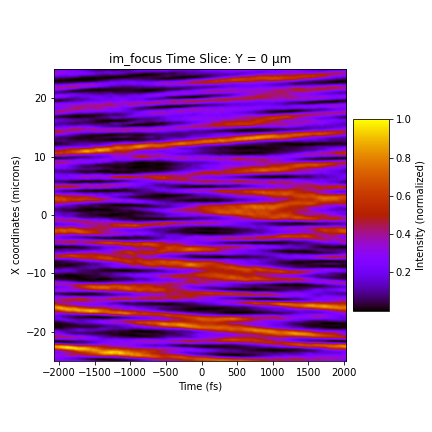 im_focus Time Slice: Y = 0 μm
20
10
0
−10
−20
X coordinates (microns)
−2000 −1500 −1000 −500 0 500 1000 1500 2000
Time (fs)
1.0
0.8
0.6
0.4
0.2
Intensity (normalized)